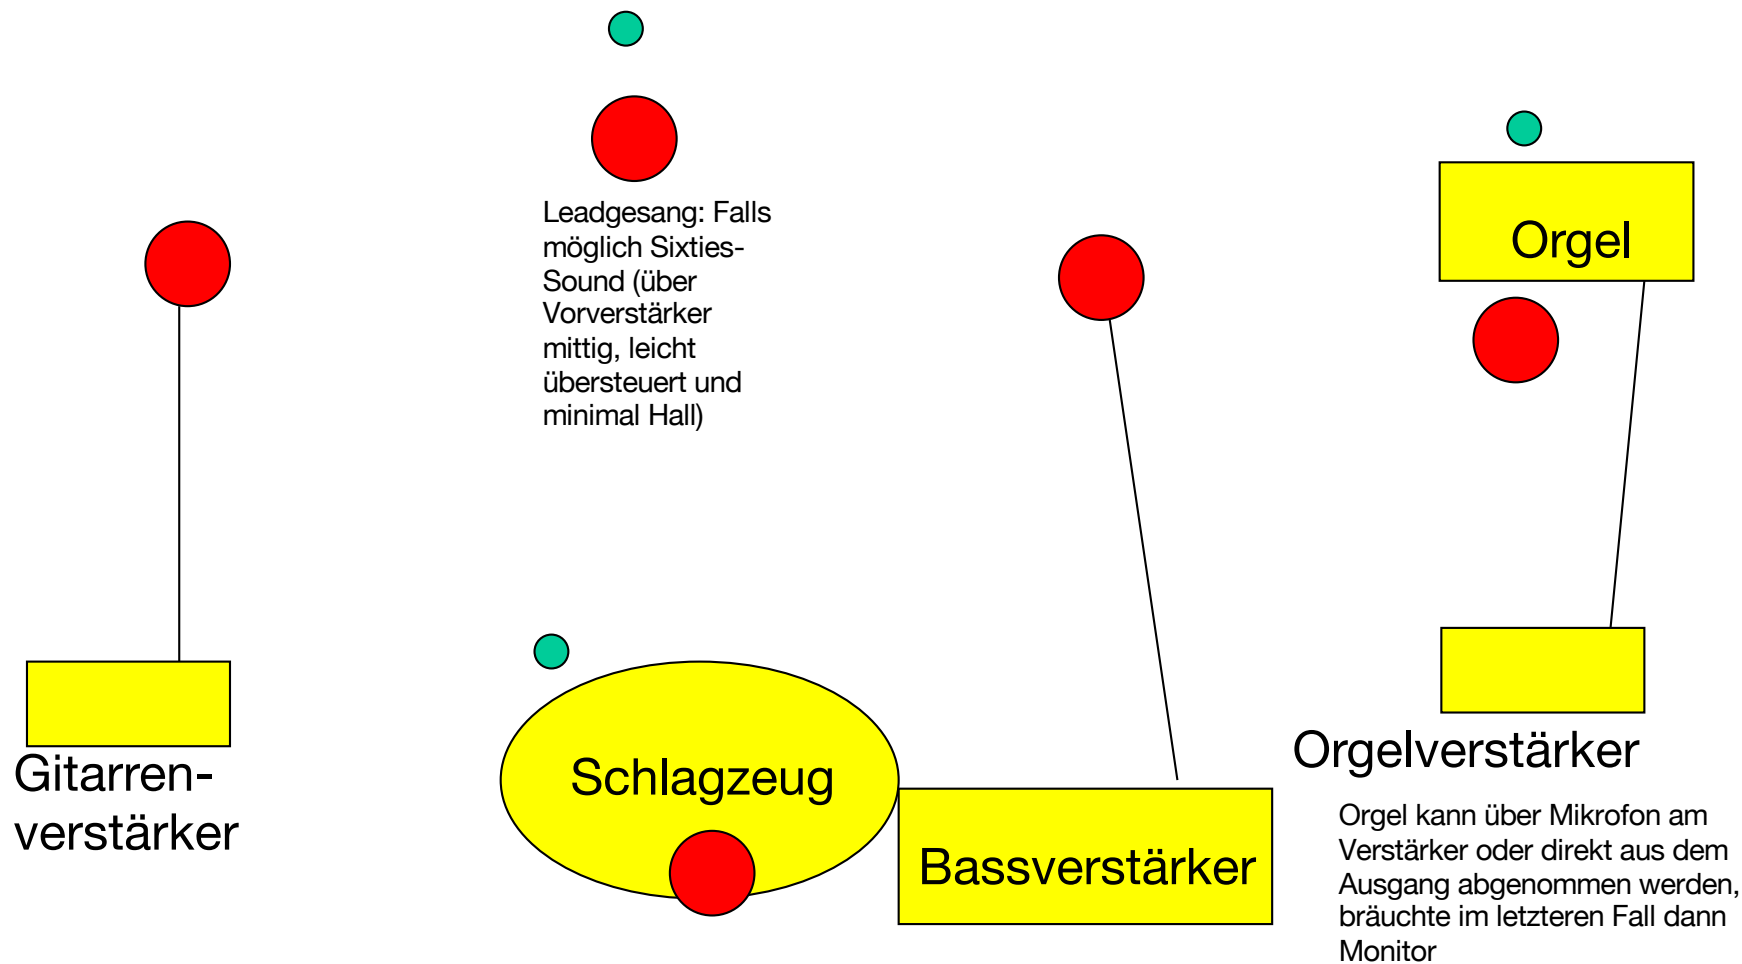 Leadgesang: Falls
möglich Sixties-
Sound (über
Vorverstärker
mittig, leicht
übersteuert und
minimal Hall)
Orgel
Gitarren-
verstärker
Schlagzeug
Bassverstärker
Orgelverstärker
Orgel kann über Mikrofon am
Verstärker oder direkt aus dem
Ausgang abgenommen werden,
bräuchte im letzteren Fall dann
Monitor